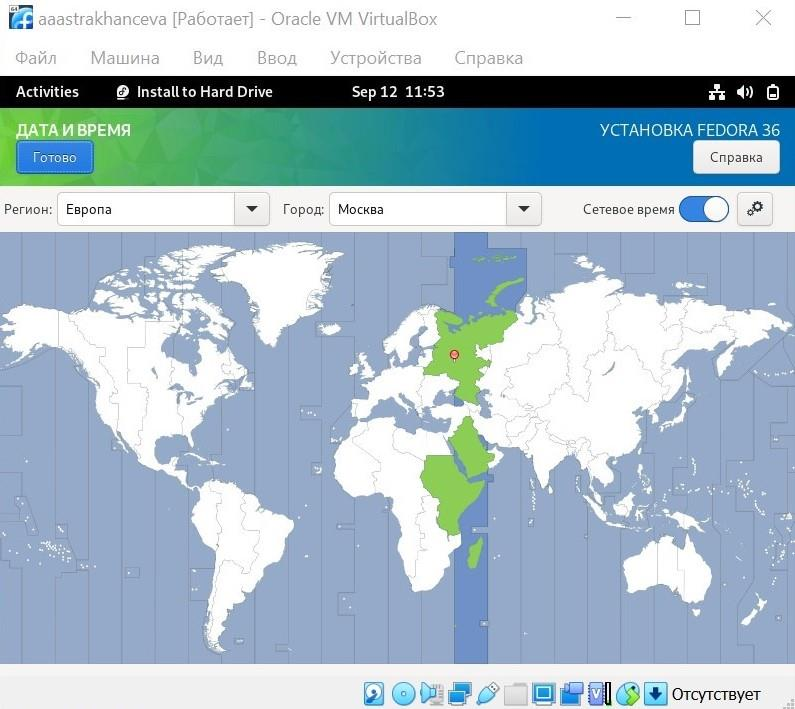 aaastrakhanceva [Работает] - Oracle VM VirtualBox
Файл Машина Вид Ввод Устройства Справка
Activities Install to Hard Drive Sep 12 11:53
ДАТА И ВРЕМЯ УСТАНОВКА FEDORA 36
Готово Справка
Регион: Европа Город: Москва Сетевое время
Отсутствует